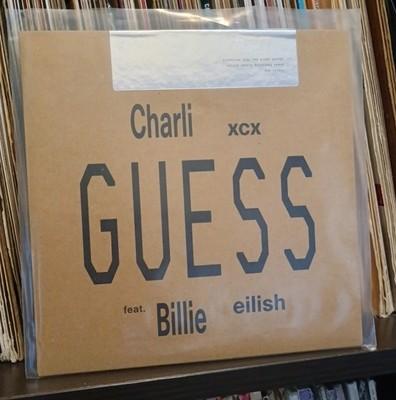 Charli xcx
GUESS
feat. Billie eilish